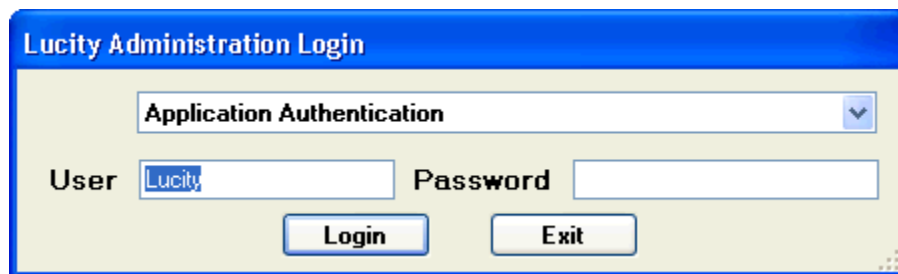 Lucity Administration Login
Application Authentication
User Lucity Password
Login Exit